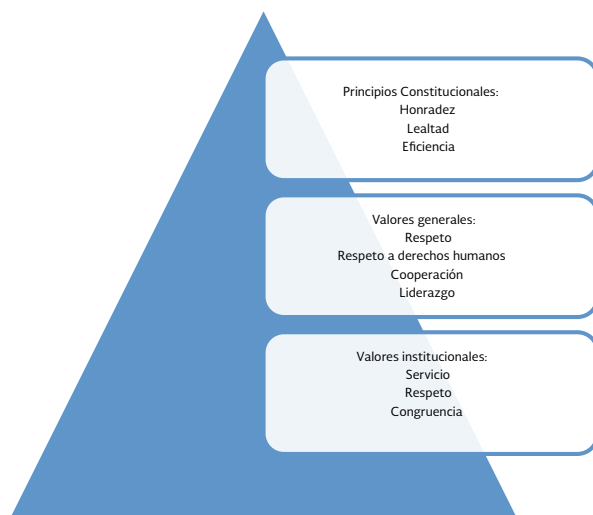 Principios Constitucionales:
Honradez
Lealtad
Eficiencia
Valores generales:
Respeto
Respeto a derechos humanos
Cooperación
Liderazgo
Valores institucionales:
Servicio
Respeto
Congruencia